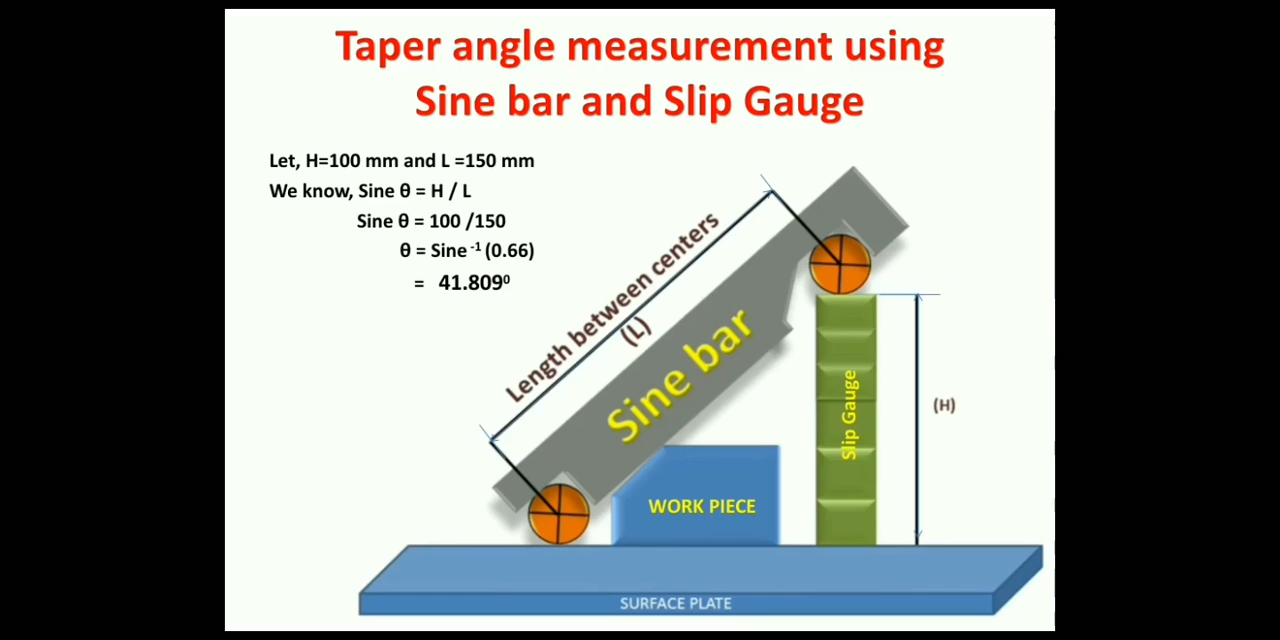 Taper angle measurement using
Sine bar and Slip Gauge
Let, H=100 mm and L =150 mm
We know, Sine θ = H / L
Sine θ = 100 /150
θ = Sine⁻¹ (0.66)
= 41.809⁰
Length between centers
(L)
Sine bar
Slip Gauge
(H)
WORK PIECE
SURFACE PLATE